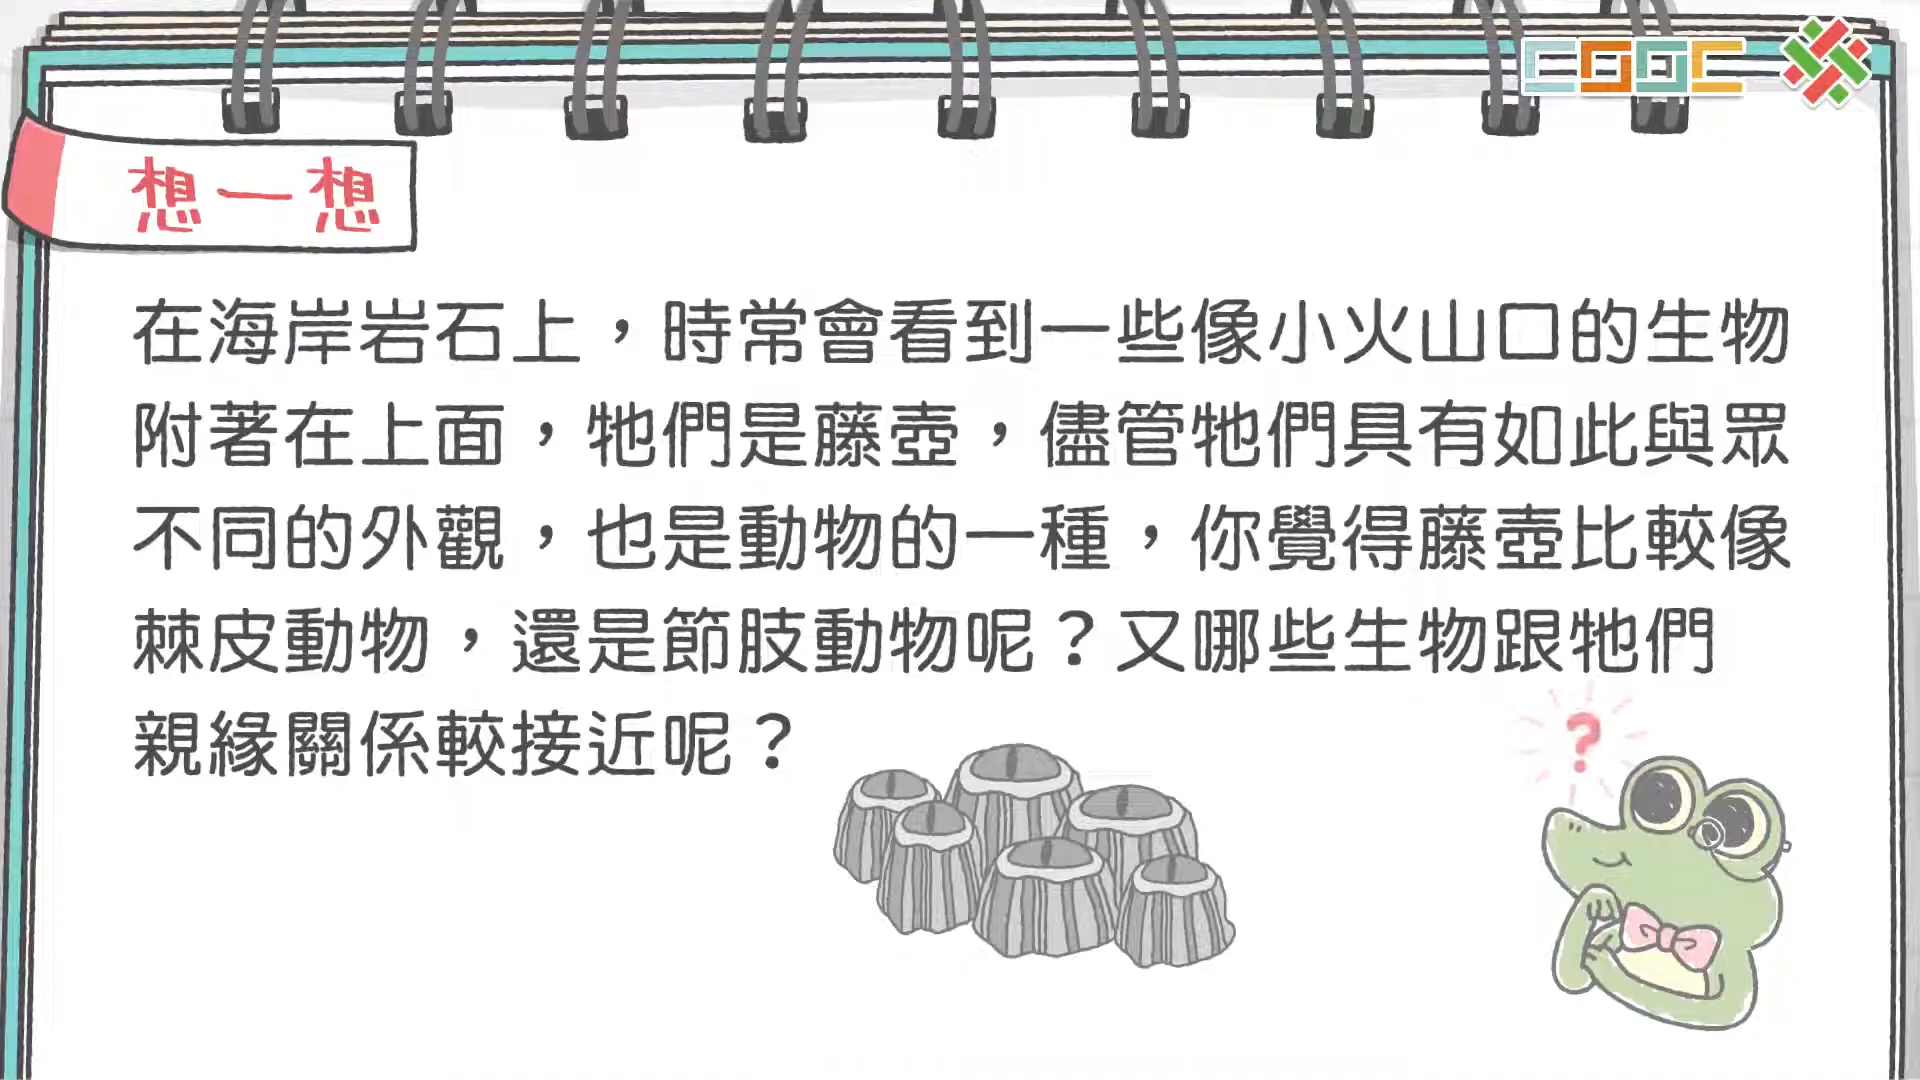 想一想
在海岸岩石上，時常會看到一些像小火山口的生物
附著在上面，牠們是藤壺，儘管牠們具有如此與眾
不同的外觀，也是動物的一種，你覺得藤壺比較像
棘皮動物，還是節肢動物呢？又哪些生物跟牠們
親緣關係較接近呢？
?